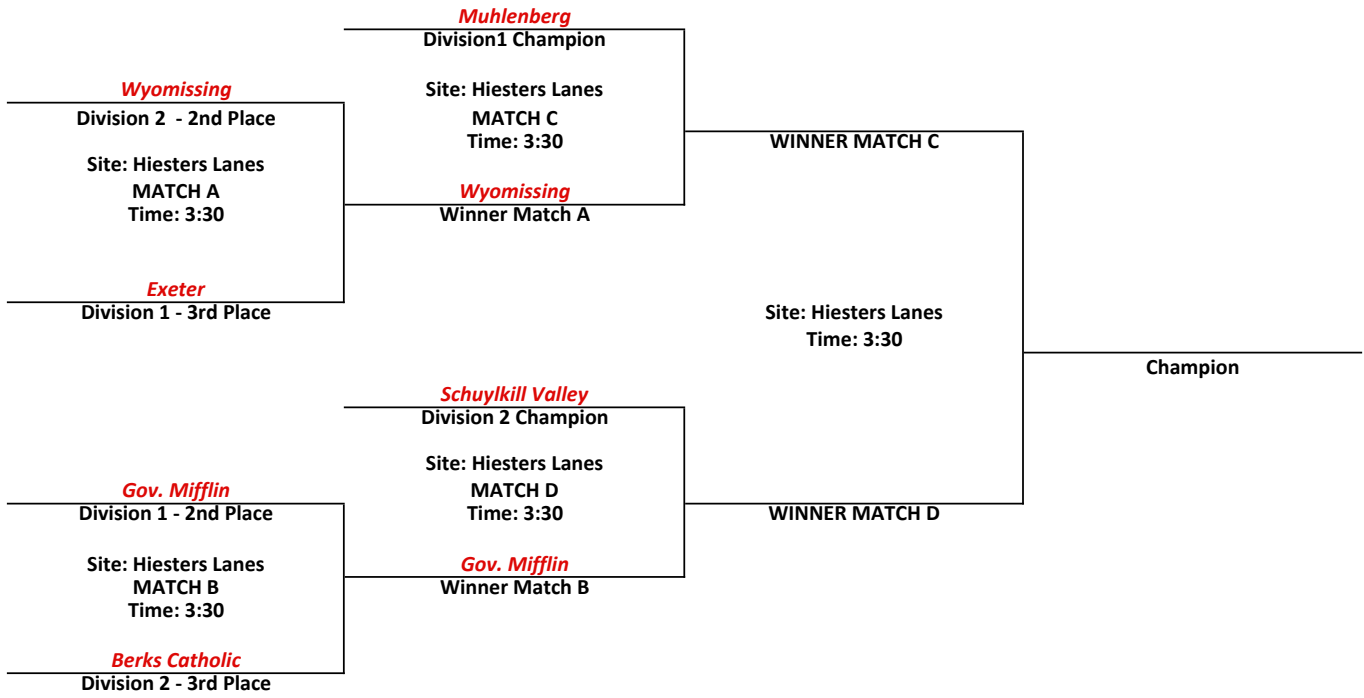 Muhlenberg
Division1 Champion
Wyomissing
Division 2  - 2nd Place
Site: Hiesters Lanes
MATCH A
Time: 3:30
Exeter
Division 1 - 3rd Place
Site: Hiesters Lanes
MATCH C
Time: 3:30
Wyomissing
Winner Match A
WINNER MATCH C
Site: Hiesters Lanes
Time: 3:30
Champion
Schuylkill Valley
Division 2 Champion
Site: Hiesters Lanes
MATCH D
Time: 3:30
Gov. Mifflin
Winner Match B
WINNER MATCH D
Gov. Mifflin
Division 1 - 2nd Place
Site: Hiesters Lanes
MATCH B
Time: 3:30
Berks Catholic
Division 2 - 3rd Place